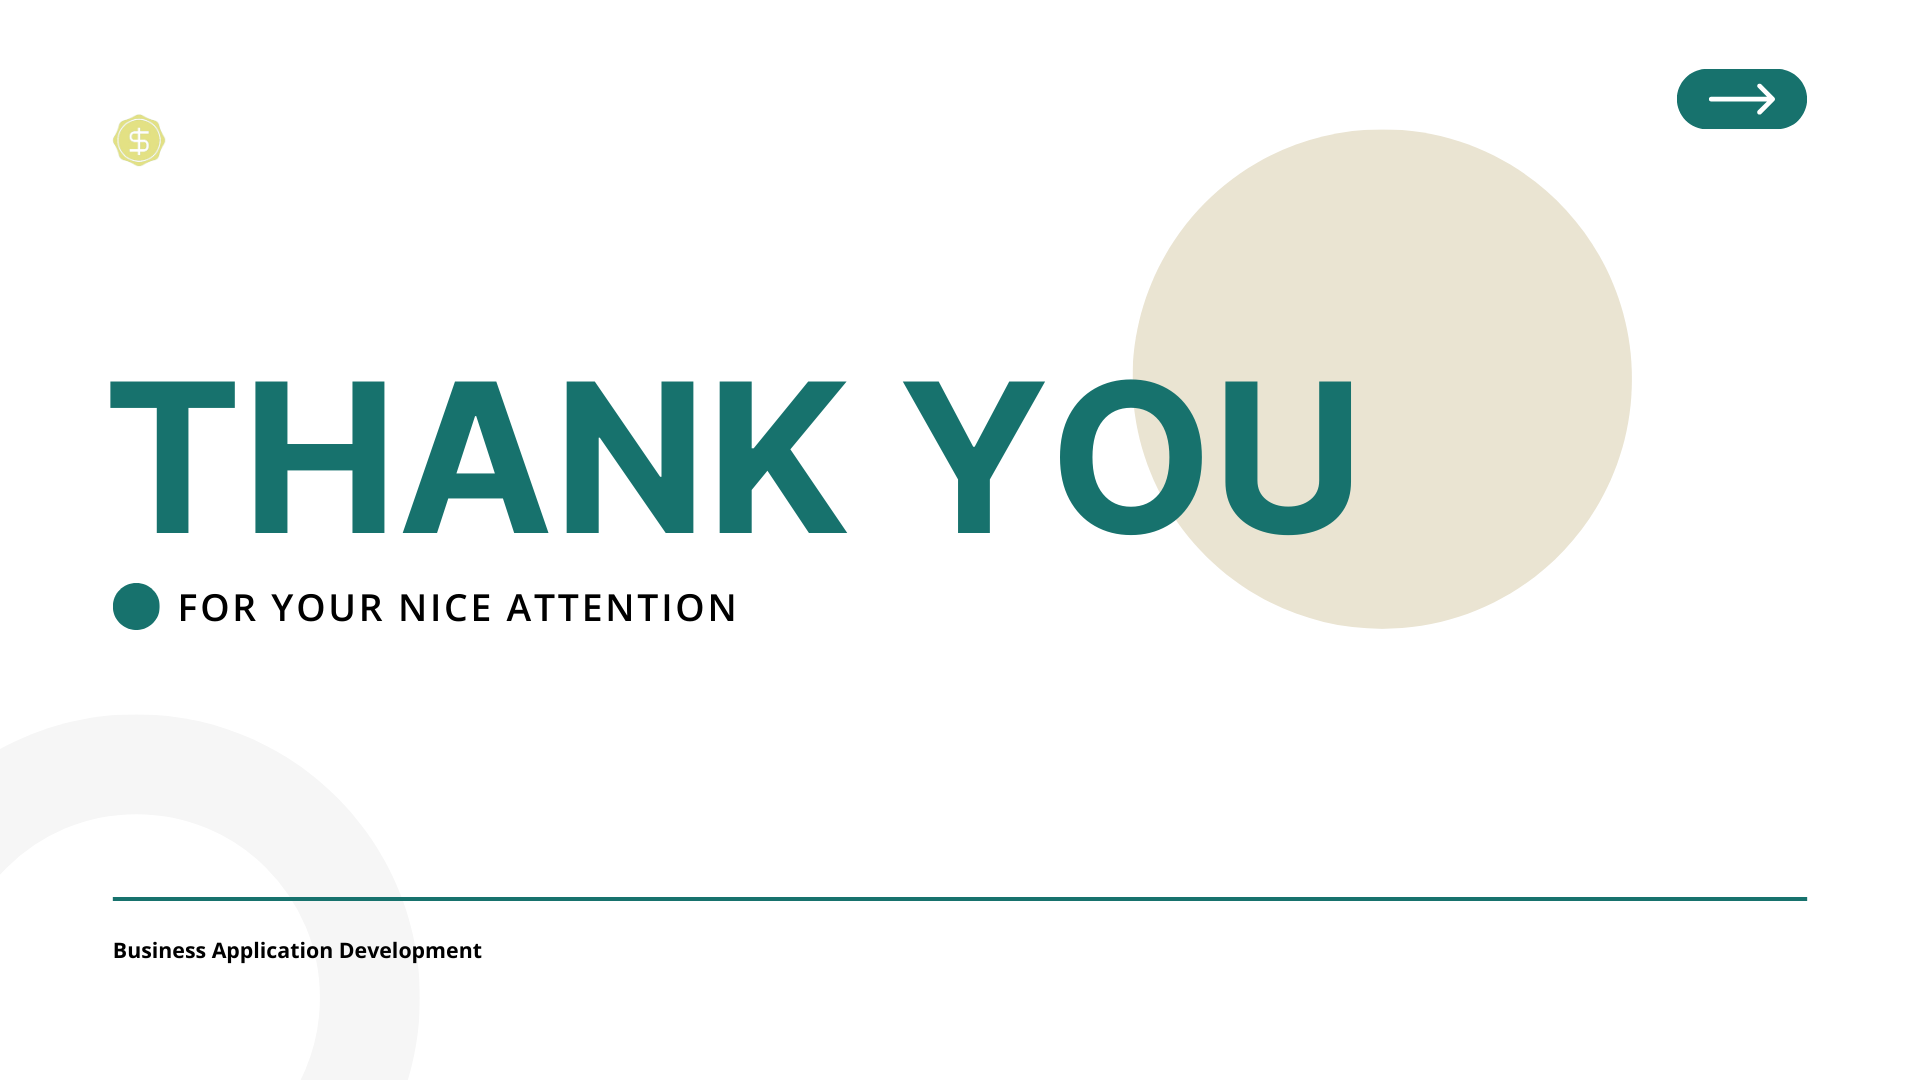 $
THANK YOU
FOR YOUR NICE ATTENTION
Business Application Development